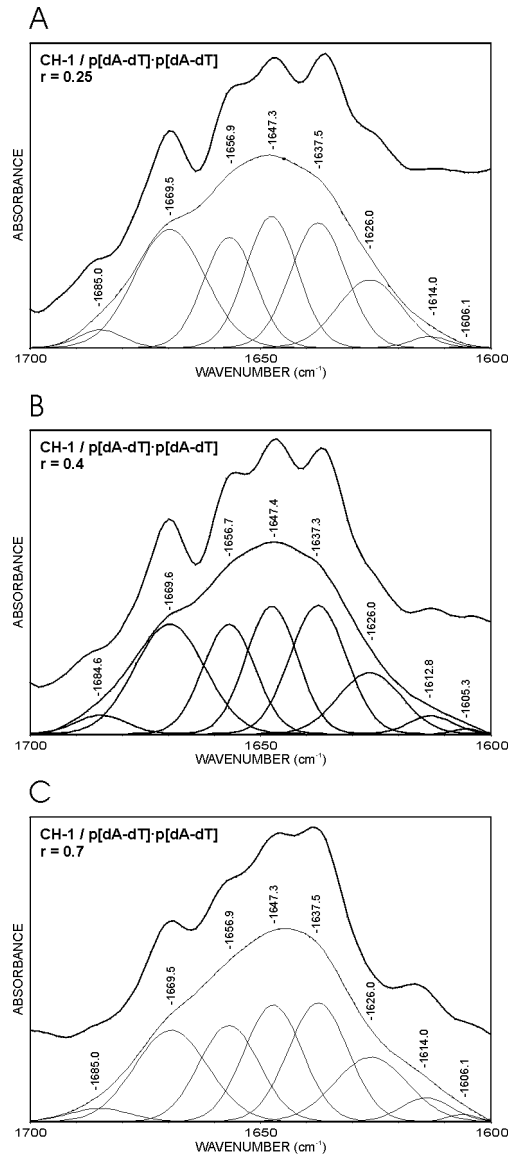 A
CH-1 / p[dA-dT]·p[dA-dT]
r = 0.25
ABSORBANCE
-1685.0
-1669.5
-1656.9
-1647.3
-1637.5
-1626.0
-1614.0
-1606.1
1700
1650
1600
WAVENUMBER (cm-1)
B
CH-1 / p[dA-dT]·p[dA-dT]
r = 0.4
ABSORBANCE
-1684.6
-1669.6
-1656.7
-1647.4
-1637.3
-1626.0
-1612.8
-1605.3
1700
1650
1600
WAVENUMBER (cm-1)
C
CH-1 / p[dA-dT]·p[dA-dT]
r = 0.7
ABSORBANCE
-1685.0
-1669.5
-1656.9
-1647.3
-1637.5
-1626.0
-1614.0
-1606.1
1700
1650
1600
WAVENUMBER (cm-1)